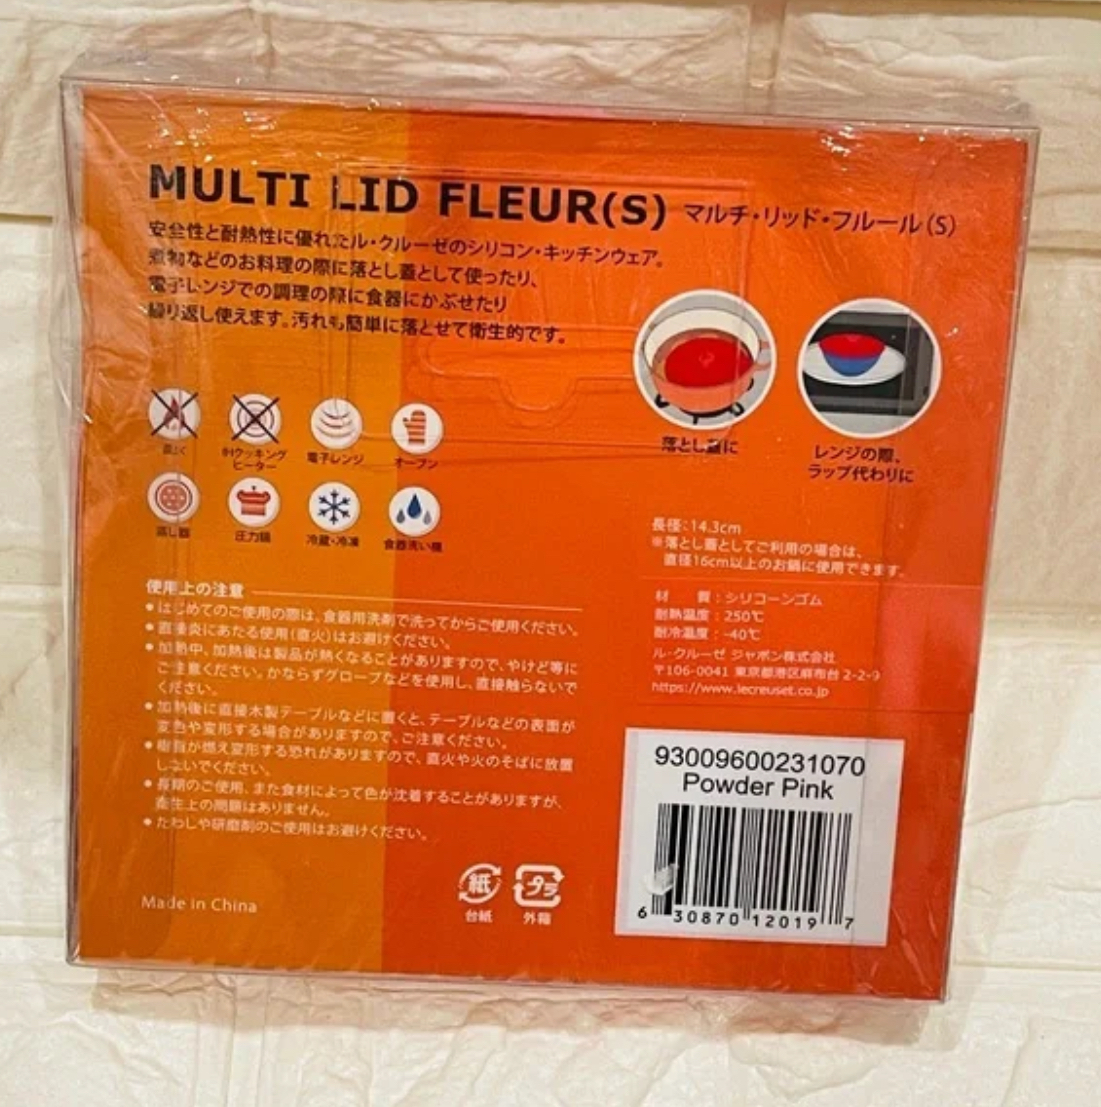 MULTI LID FLEUR(S) マルチ・リッド・フルール(S)
安全性と耐熱性に優れたル・クルーゼのシリコン・キッチンウェア。
煮物などのお料理の際に落とし蓋として使ったり、
電子レンジでの調理の際に食器にかぶせたり
繰り返し使えます。汚れも簡単に落とせて衛生的です。
落とし蓋に
レンジの際、
ラップ代わりに
直火
IHクッキング
ヒーター
電子レンジ
オーブン
蒸し器
圧力鍋
冷蔵・冷凍
食器洗い機
長径:14.3cm
※落とし蓋としてご利用の場合は、
直径16cm以上のお鍋に使用できます。
材　質:シリコーンゴム
耐熱温度:250℃
耐冷温度:-40℃
ル・クルーゼ ジャポン株式会社
〒106-0041 東京都港区麻布台 2-2-9
https://www.lecreuset.co.jp
使用上の注意
●はじめてのご使用の際は、食器用洗剤で洗ってからご使用ください。
●直接炎にあたる使用(直火)はお避けください。
●加熱中、加熱後は製品が熱くなることがありますので、やけど等に
ご注意ください。かならずグローブなどを使用し、直接触らないで
ください。
●加熱後に直接木製テーブルなどに置くと、テーブルなどの表面が
変色や変形する場合がありますので、ご注意ください。
●樹脂が燃え変形する恐れがありますので、直火や火のそばに放置
しないでください。
●長期のご使用、また食材によって色が沈着することがありますが、
衛生上の問題はありません。
●たわしや研磨剤のご使用はお避けください。
Made in China
紙
台紙
プラ
外箱
93009600231070
Powder Pink
6 30870 12019 7